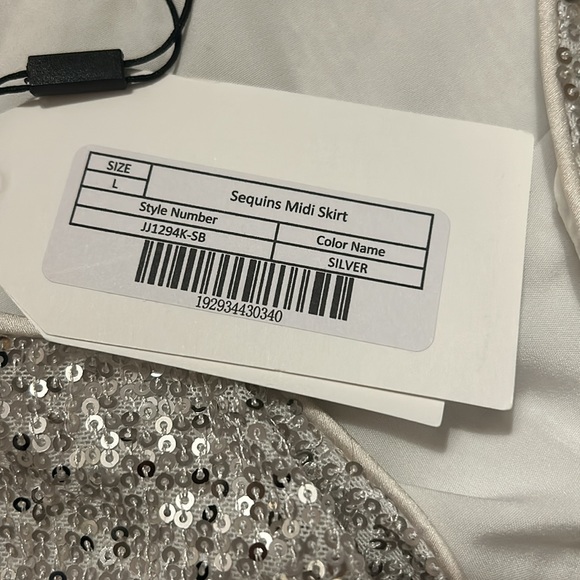 SIZE
L
Sequins Midi Skirt
Style Number
JJ1294K-SB
Color Name
SILVER
192934430340